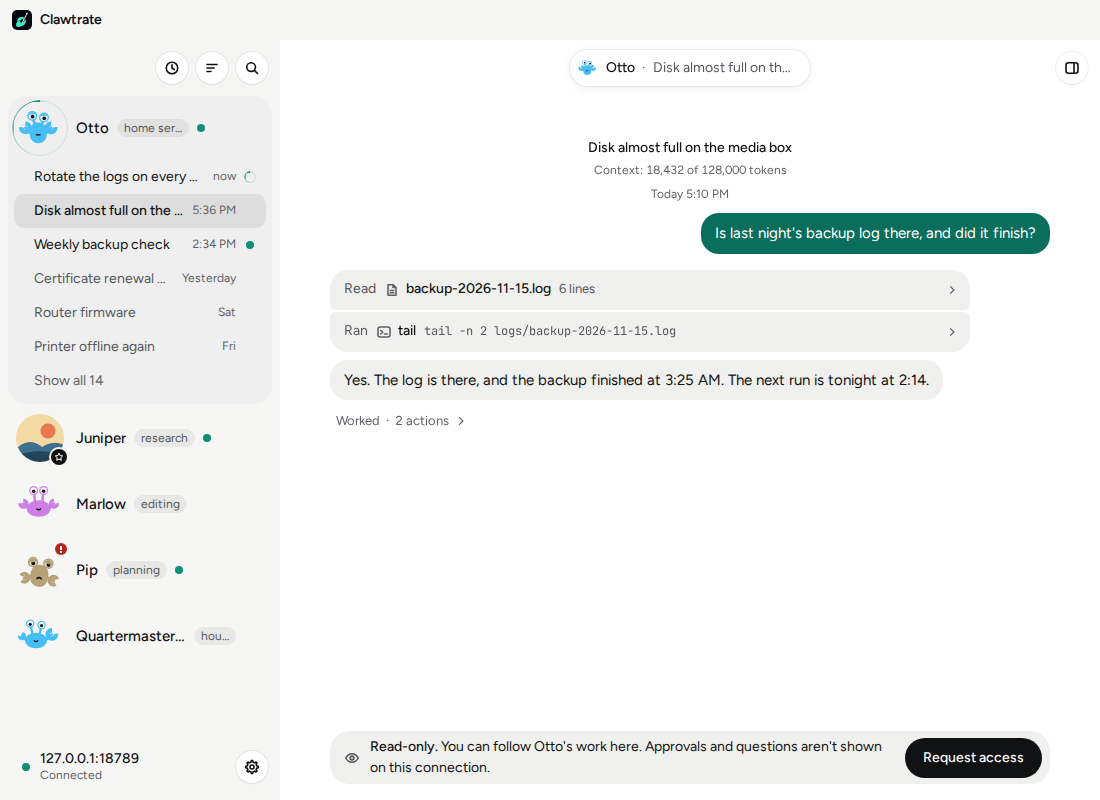 Clawtrate
Otto home ser...
Rotate the logs on every ... now
Disk almost full on the ... 5:36 PM
Weekly backup check 2:34 PM
Certificate renewal ... Yesterday
Router firmware Sat
Printer offline again Fri
Show all 14
Juniper research
Marlow editing
Pip planning
Quartermaster... hou...
127.0.0.1:18789
Connected
Otto · Disk almost full on th...
Disk almost full on the media box
Context: 18,432 of 128,000 tokens
Today 5:10 PM
Is last night's backup log there, and did it finish?
Read backup-2026-11-15.log 6 lines
Ran tail tail -n 2 logs/backup-2026-11-15.log
Yes. The log is there, and the backup finished at 3:25 AM. The next run is tonight at 2:14.
Worked · 2 actions
Read-only. You can follow Otto's work here. Approvals and questions aren't shown
on this connection.
Request access